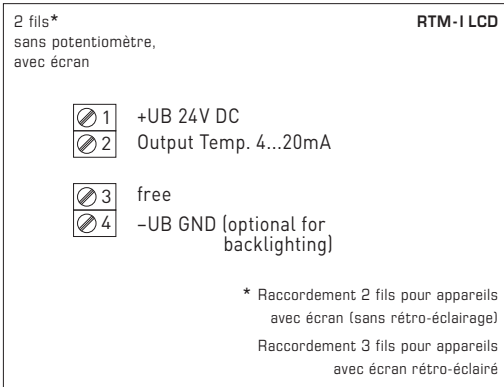 2 fils*
RTM-I LCD
sans potentiomètre,
avec écran
1 +UB 24V DC
2 Output Temp. 4...20mA
3 free
4 –UB GND (optional for
backlighting)
* Raccordement 2 fils pour appareils
avec écran (sans rétro-éclairage)
Raccordement 3 fils pour appareils
avec écran rétro-éclairé